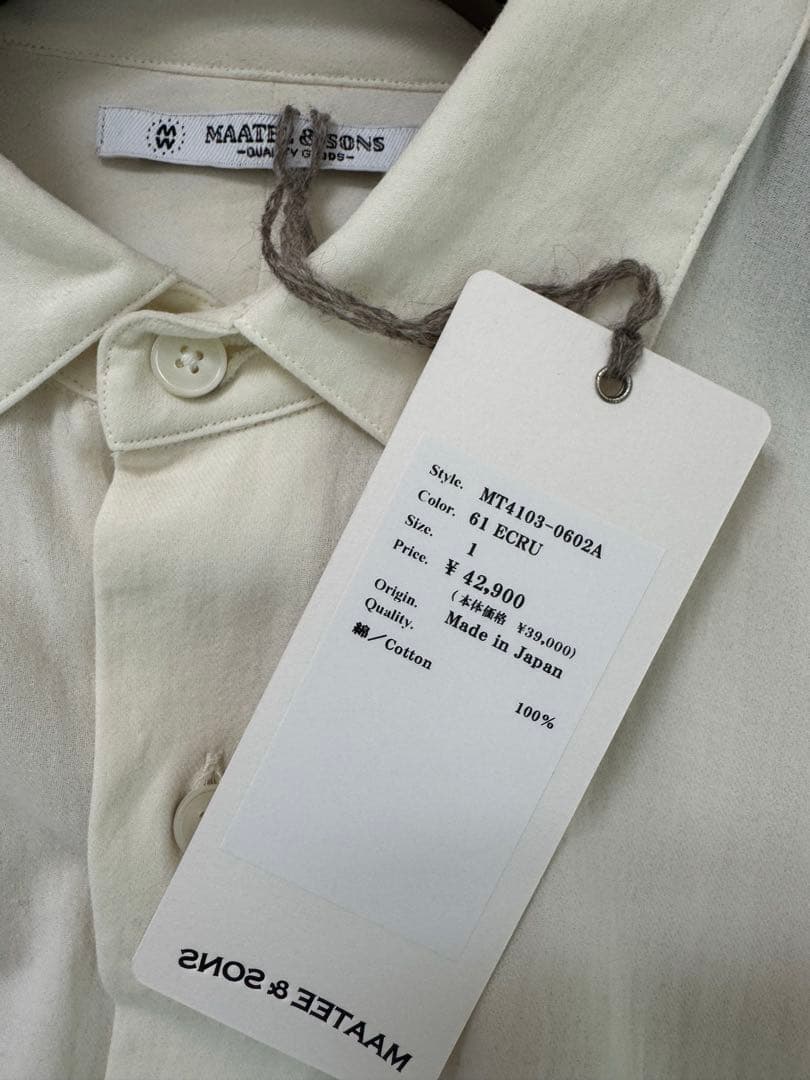 MW
MAATEE & SONS
-QUALITY GOODS-
Style. MT4103-0602A
Color. 61 ECRU
Size. 1
Price. ¥ 42,900
(本体価格 ¥39,000)
Origin. Made in Japan
Quality.
綿/Cotton 100%
MAATEE & SONS